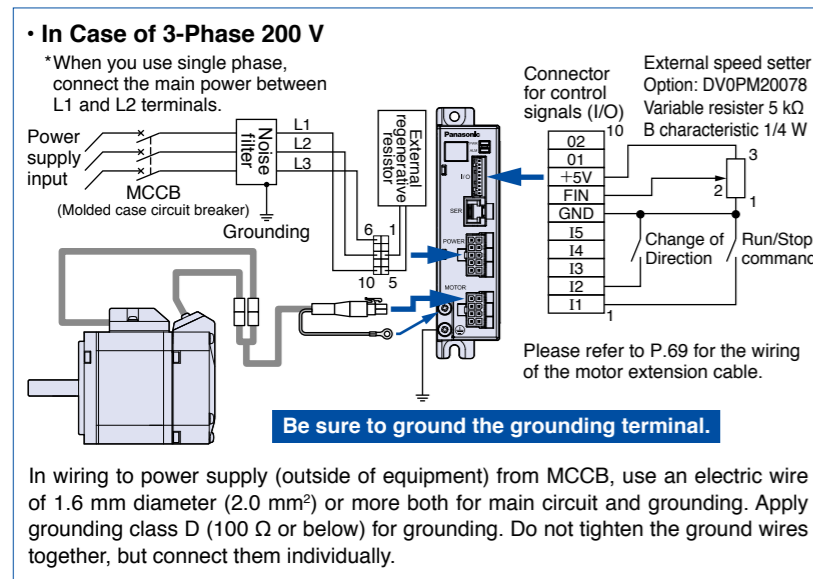 • In Case of 3-Phase 200 V
*When you use single phase,
connect the main power between
L1 and L2 terminals.
Power
supply
input
MCCB
(Molded case circuit breaker)
Noise
filter
Grounding
L1
L2
L3
External
regenerative
resistor
6 1
10 5
Panasonic
I/O
SER
POWER
MOTOR
Connector
for control
signals (I/O)
10
02
01
+5V
FIN
GND
I5
I4
I3
I2
I1
1
External speed setter
Option: DV0PM20078
Variable resister 5 kΩ
B characteristic 1/4 W
3
2
1
Change of
Direction
Run/Stop
command
Please refer to P.69 for the wiring
of the motor extension cable.
Be sure to ground the grounding terminal.
In wiring to power supply (outside of equipment) from MCCB, use an electric wire
of 1.6 mm diameter (2.0 mm²) or more both for main circuit and grounding. Apply
grounding class D (100 Ω or below) for grounding. Do not tighten the ground wires
together, but connect them individually.